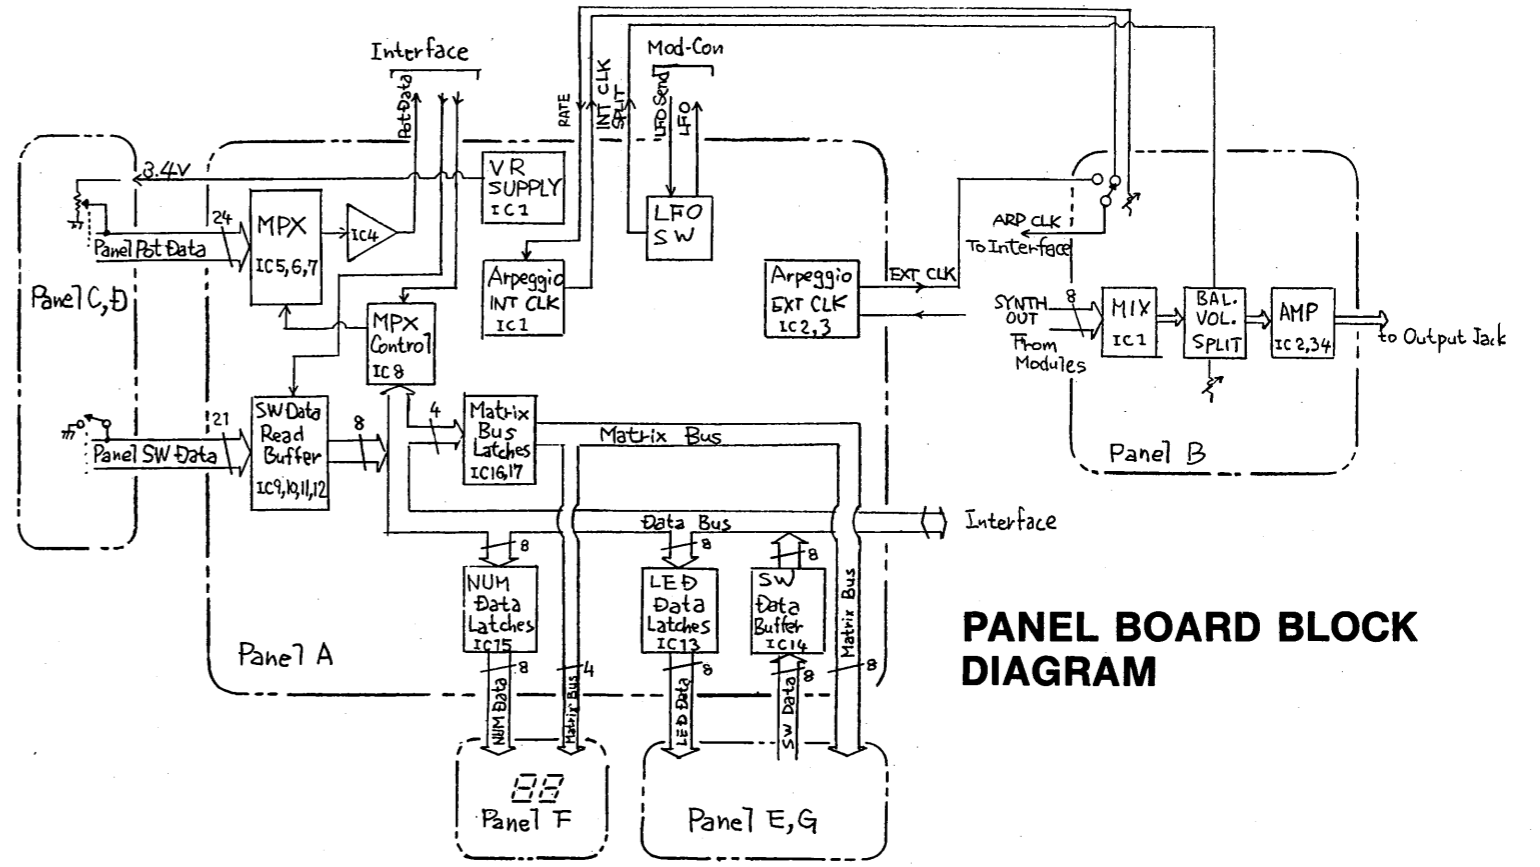 Interface
Mod-Con
Pot Data
RATE
INT CLK
SPLIT
LFO Send
LFO
3.4V
VR
SUPPLY
IC1
24
MPX
IC5,6,7
IC4
Panel Pot Data
LFO
SW
Panel C,D
Arpeggio
INT CLK
IC1
Arpeggio
EXT CLK
IC2,3
EXT CLK
ARP CLK
To Interface
MPX
Control
IC8
SYNTH
OUT
8
From
Modules
MIX
IC1
BAL.
VOL.
SPLIT
AMP
IC2,34
to Output Jack
Panel B
21
Panel SW Data
SW Data
Read
Buffer
IC9,10,11,12
8
4
Matrix
Bus
Latches
IC16,17
Matrix Bus
Data Bus
Interface
8
8
8
NUM
Data
Latches
IC15
LED
Data
Latches
IC13
SW
Data
Buffer
IC14
Matrix Bus
Panel A
8
4
8
8
8
NUM Data
Matrix Bus
LED Data
SW Data
88
Panel F
Panel E,G
PANEL BOARD BLOCK
DIAGRAM